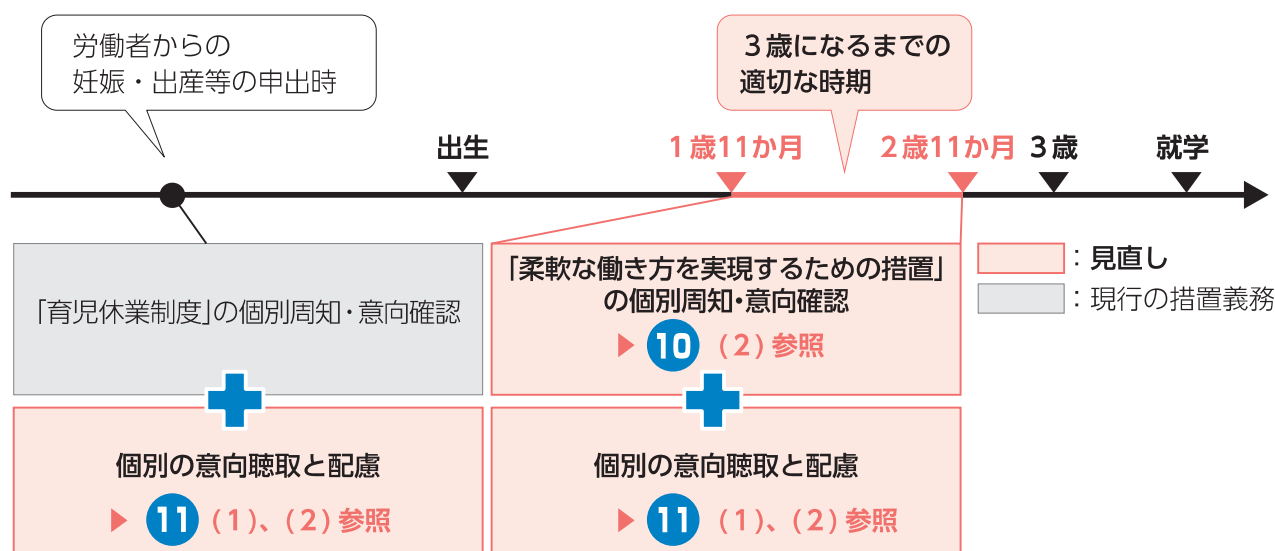 労働者からの
妊娠・出産等の申出時
3歳になるまでの
適切な時期
出生
1歳11か月
2歳11か月
3歳
就学
「育児休業制度」の個別周知・意向確認
「柔軟な働き方を実現するための措置」
の個別周知・意向確認
▶ 10 (2)参照
：見直し
：現行の措置義務
個別の意向聴取と配慮
▶ 11 (1)、(2)参照
個別の意向聴取と配慮
▶ 11 (1)、(2)参照